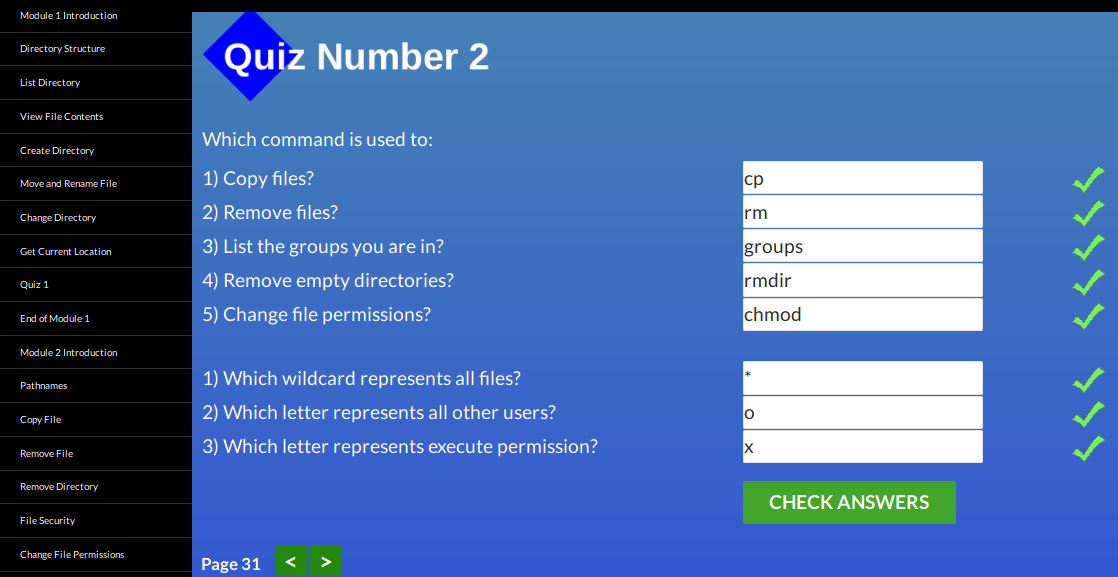 Module 1 Introduction
Directory Structure
List Directory
View File Contents
Create Directory
Move and Rename File
Change Directory
Get Current Location
Quiz 1
End of Module 1
Module 2 Introduction
Pathnames
Copy File
Remove File
Remove Directory
File Security
Change File Permissions
Quiz Number 2
Which command is used to:
1) Copy files? cp
2) Remove files? rm
3) List the groups you are in? groups
4) Remove empty directories? rmdir
5) Change file permissions? chmod
1) Which wildcard represents all files? *
2) Which letter represents all other users? o
3) Which letter represents execute permission? x
CHECK ANSWERS
Page 31 < >